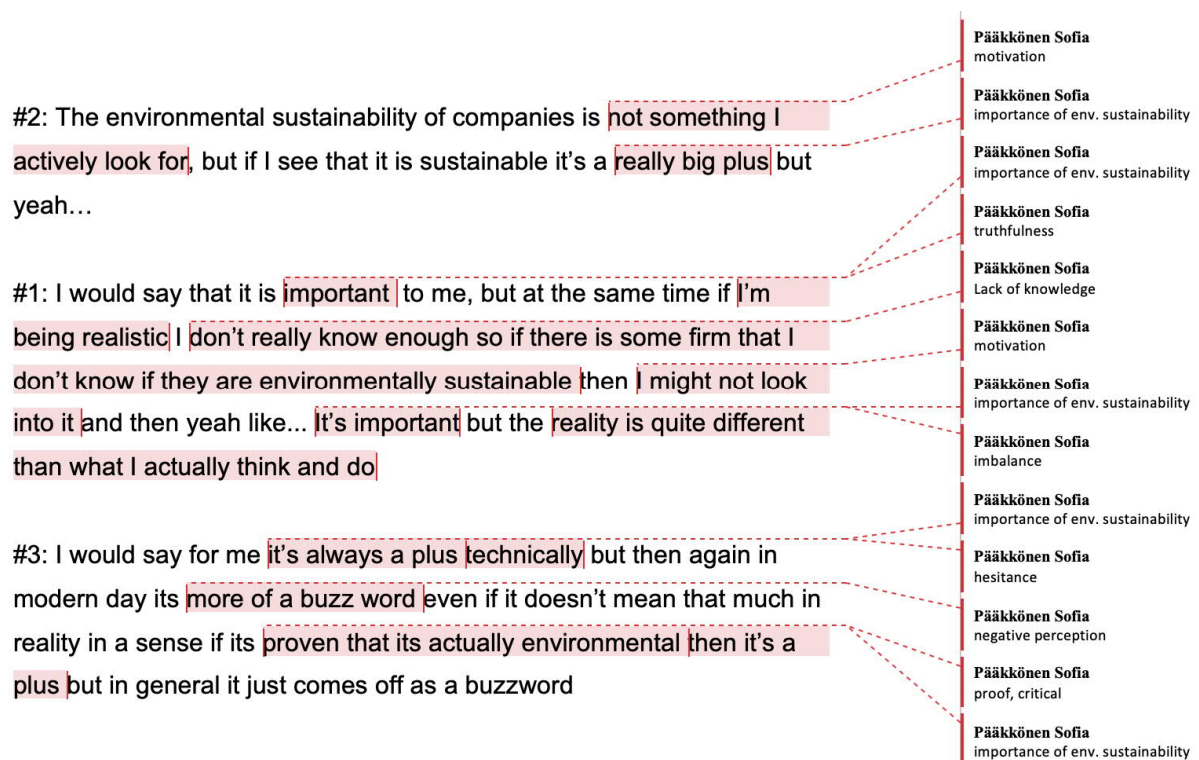 #2: The environmental sustainability of companies is not something I
actively look for, but if I see that it is sustainable it’s a really big plus but
yeah…
#1: I would say that it is important to me, but at the same time if I’m
being realistic I don’t really know enough so if there is some firm that I
don’t know if they are environmentally sustainable then I might not look
into it and then yeah like... It’s important but the reality is quite different
than what I actually think and do
#3: I would say for me it’s always a plus technically but then again in
modern day its more of a buzz word even if it doesn’t mean that much in
reality in a sense if its proven that its actually environmental then it’s a
plus but in general it just comes off as a buzzword
Pääkkönen Sofia
motivation
Pääkkönen Sofia
importance of env. sustainability
Pääkkönen Sofia
importance of env. sustainability
Pääkkönen Sofia
truthfulness
Pääkkönen Sofia
Lack of knowledge
Pääkkönen Sofia
motivation
Pääkkönen Sofia
importance of env. sustainability
Pääkkönen Sofia
imbalance
Pääkkönen Sofia
importance of env. sustainability
Pääkkönen Sofia
hesitance
Pääkkönen Sofia
negative perception
Pääkkönen Sofia
proof, critical
Pääkkönen Sofia
importance of env. sustainability